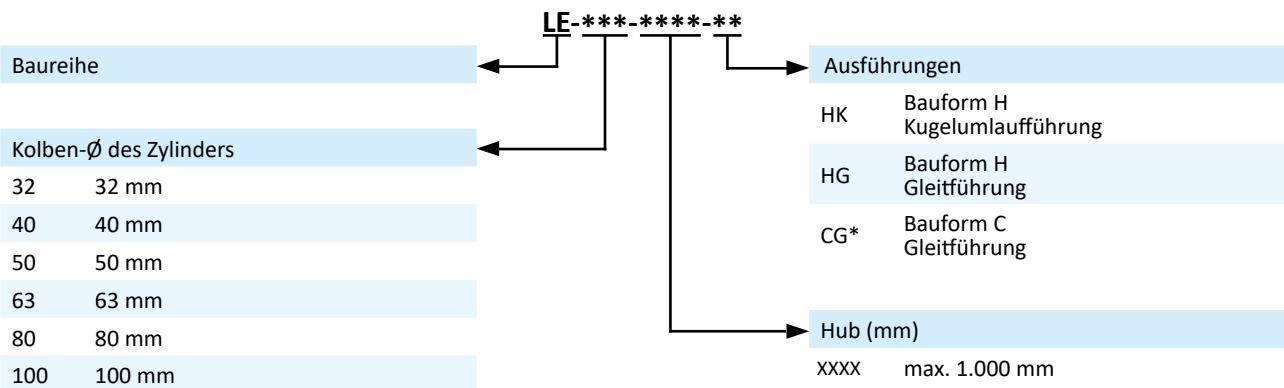 LE-***-****-**
Baureihe
Kolben-Ø des Zylinders
32 32 mm
40 40 mm
50 50 mm
63 63 mm
80 80 mm
100 100 mm
Ausführungen
HK Bauform H
Kugelumlaufführung
HG Bauform H
Gleitführung
CG* Bauform C
Gleitführung
Hub (mm)
XXXX max. 1.000 mm